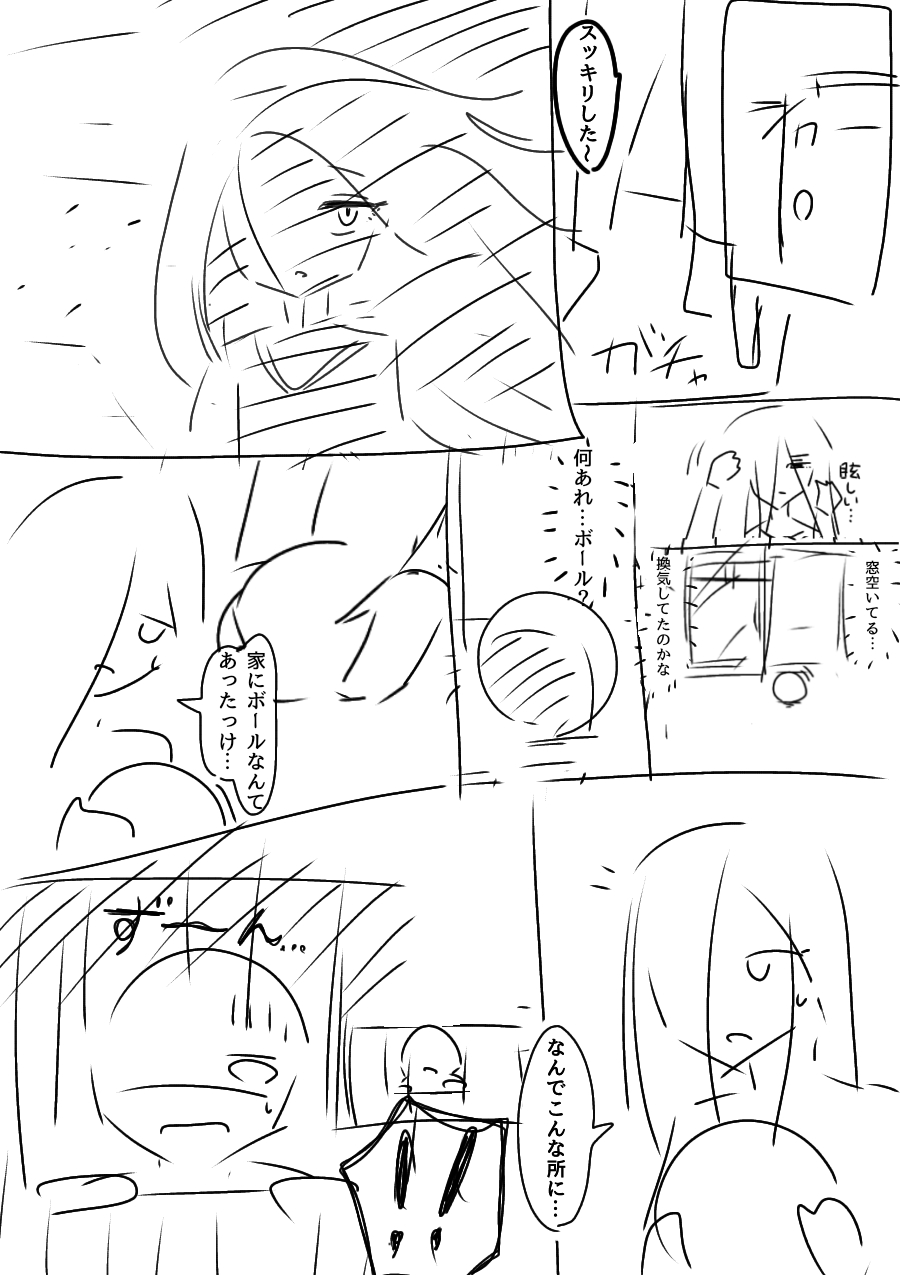 スッキリした～
ガチャ
眩しい…
窓空いてる…
換気してたのかな
何あれ…ボール？
家にボールなんて
あったっけ…
なんでこんな所に…
ず～ん…
!!